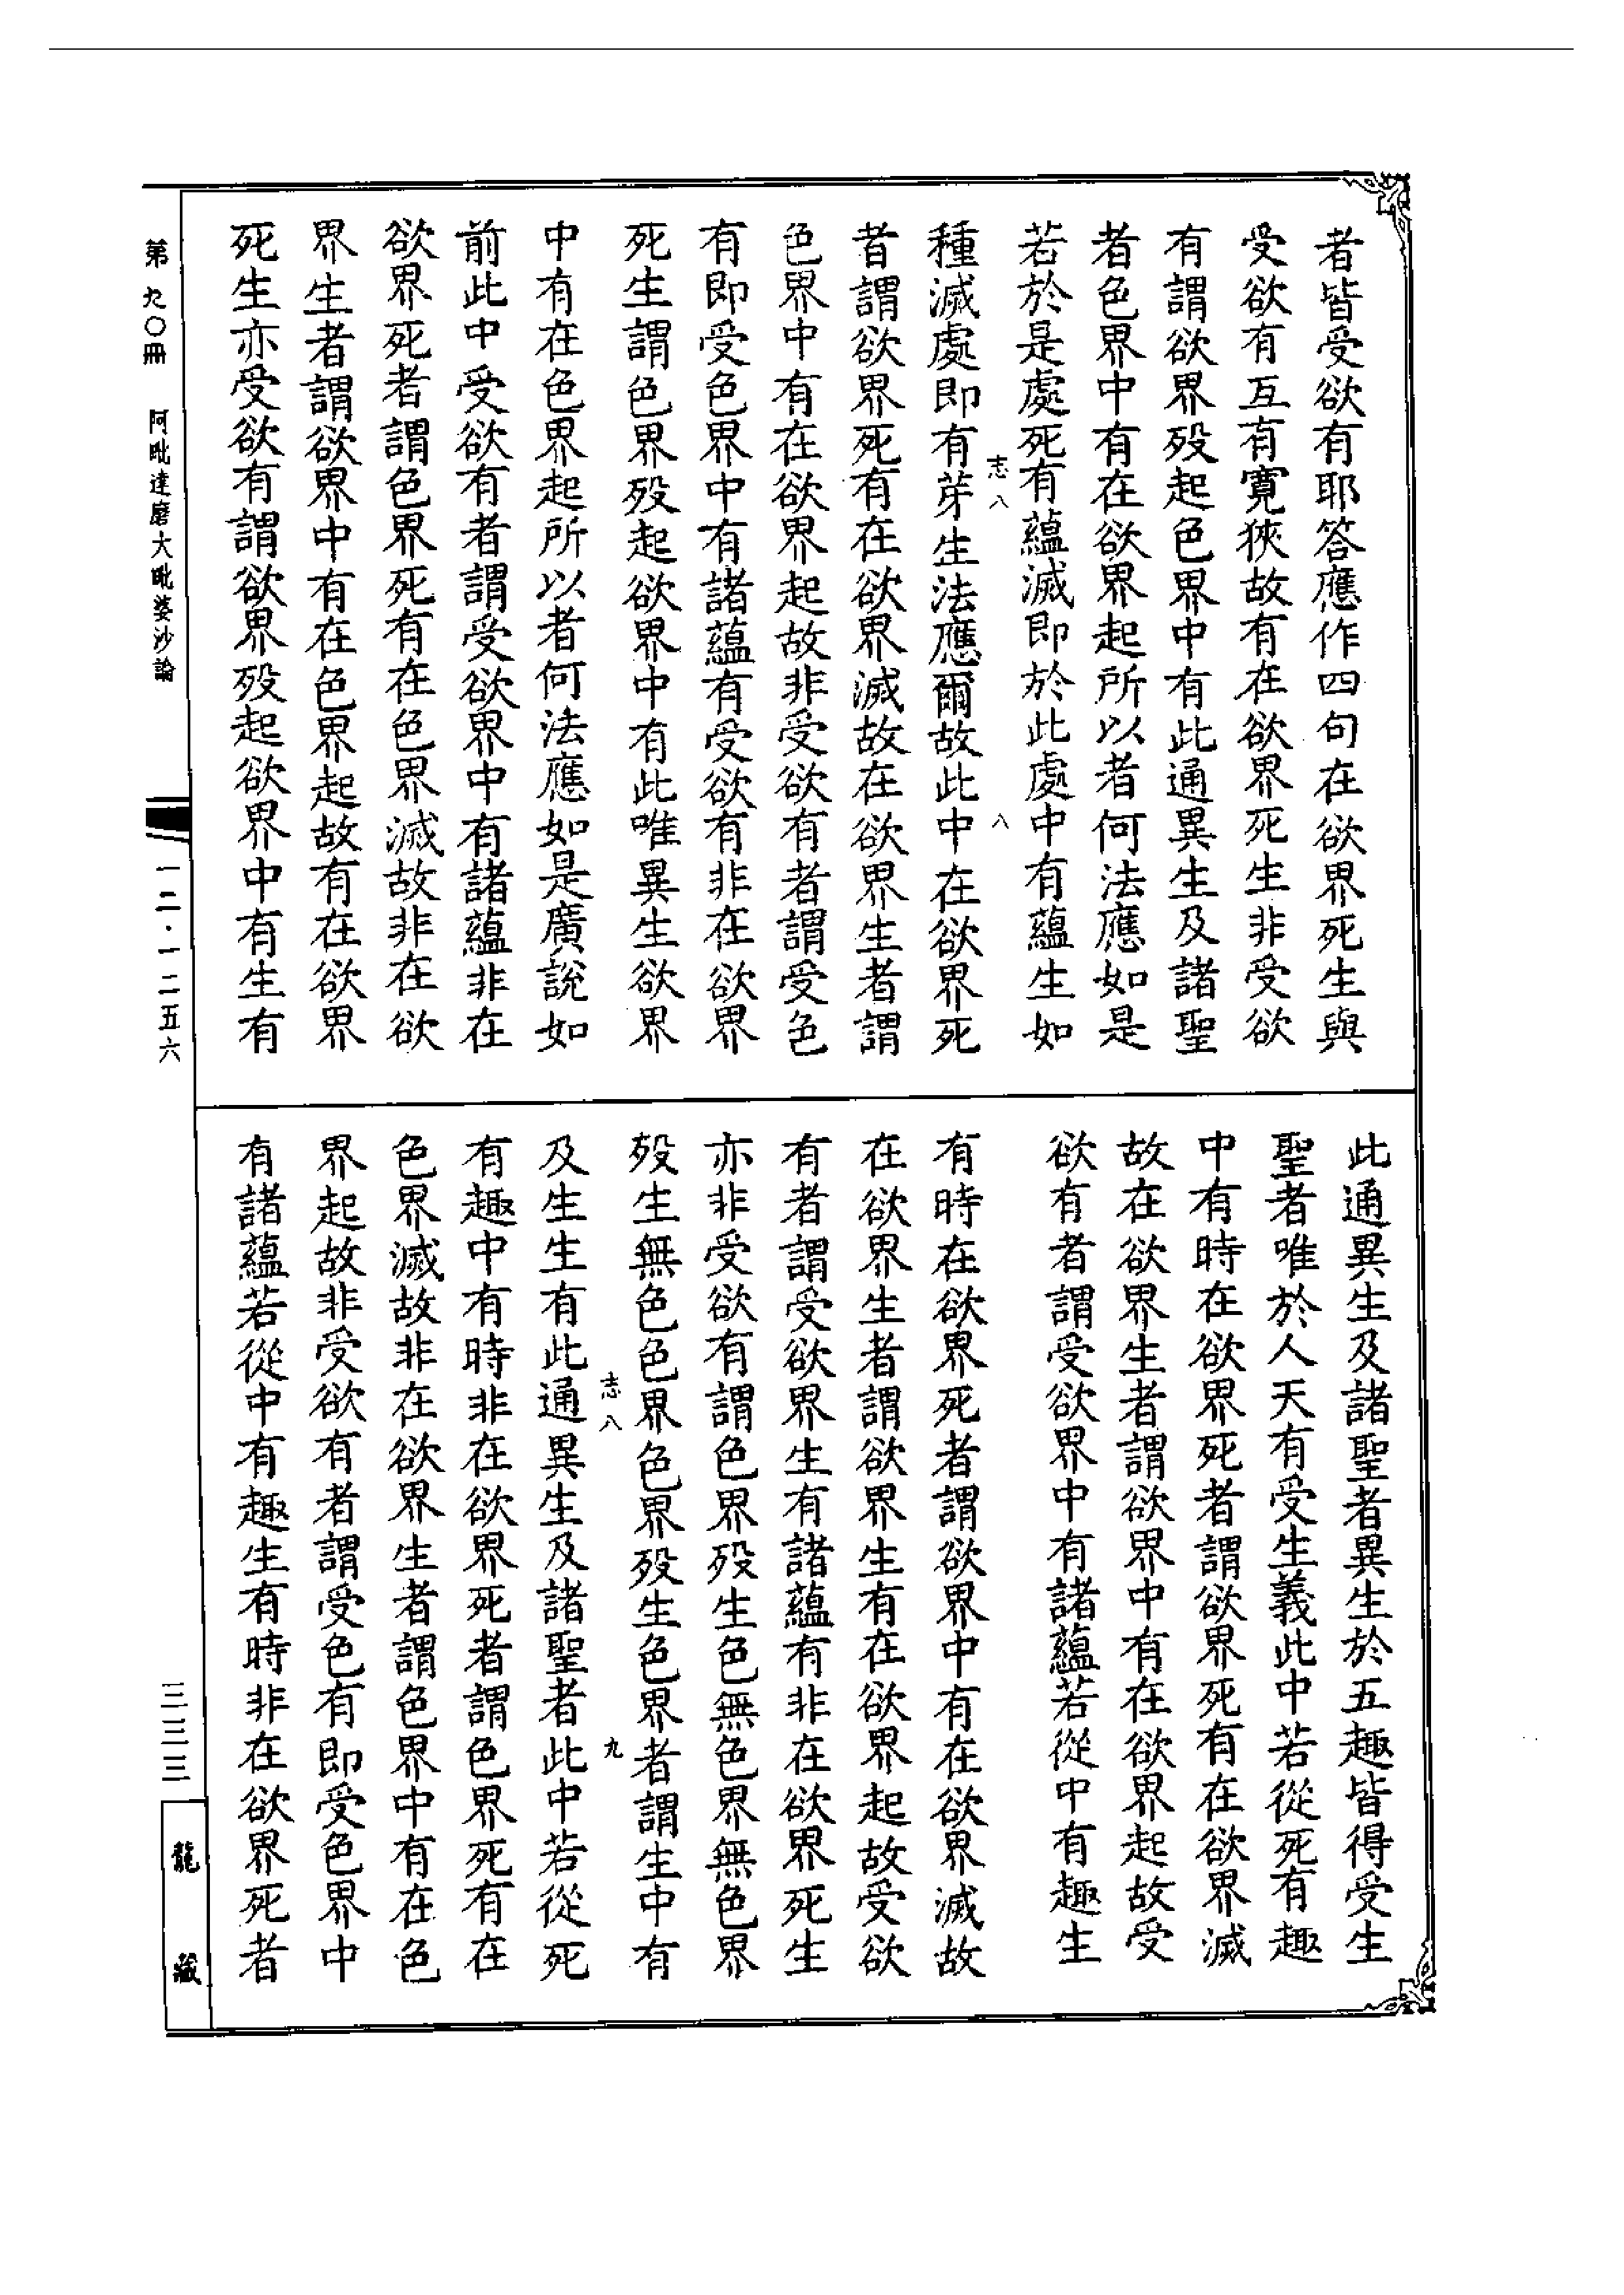 者皆受欲有耶答應作四句在欲界死生與
受欲有互有寬狹故有在欲界死生非受欲
有謂欲界歿起色界中有此通異生及諸聖
者色界中有在欲界起所以者何法應如是
若於是處死有蘊滅即於此處中有蘊生如
志八
八
種滅處即有芽生法應爾故此中在欲界死
者謂欲界死有在欲界滅故在欲界生者謂
色界中有在欲界起故非受欲有者謂受色
有即受色界中有諸蘊有受欲有非在欲界
死生謂色界歿起欲界中有此唯異生欲界
中有在色界起所以者何法應如是廣說如
前此中受欲有者謂受欲界中有諸蘊非在
欲界死者謂色界死有在色界滅故非在欲
界生者謂欲界中有在色界起故有在欲界
死生亦受欲有謂欲界歿起欲界中有生有
此通異生及諸聖者異生於五趣皆得受生
聖者唯於人天有受生義此中若從死有趣
中有時在欲界死者謂欲界死有在欲界滅
故在欲界生者謂欲界中有在欲界起故受
欲有者謂受欲界中有諸蘊若從中有趣生
有時在欲界死者謂欲界中有在欲界滅故
在欲界生者謂欲界生有在欲界起故受欲
有者謂受欲界生有諸蘊有非在欲界死生
亦非受欲有謂色界歿生色無色界無色界
歿生無色色界色界歿生色界者謂生中有
志八
九
及生生有此通異生及諸聖者此中若從死
有趣中有時非在欲界死者謂色界死有在
色界滅故非在欲界生者謂色界中有在色
界起故非受欲有者謂受色有即受色界中
有諸蘊若從中有趣生有時非在欲界死者
第九〇冊
阿毗達磨大毗婆沙論
一二·一二五六
三三三
龍藏